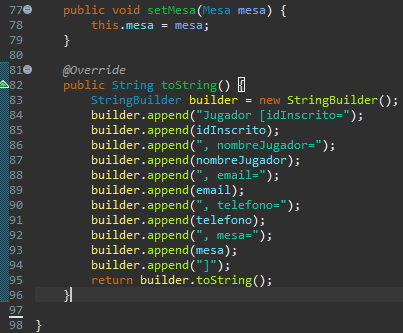 77 public void setMesa(Mesa mesa) {
78 this.mesa = mesa;
79 }
80
81 @Override
82 public String toString() {
83 StringBuilder builder = new StringBuilder();
84 builder.append("Jugador [idInscrito=");
85 builder.append(idInscrito);
86 builder.append(", nombreJugador=");
87 builder.append(nombreJugador);
88 builder.append(", email=");
89 builder.append(email);
90 builder.append(", telefono=");
91 builder.append(telefono);
92 builder.append(", mesa=");
93 builder.append(mesa);
94 builder.append("]");
95 return builder.toString();
96 }
97
98 }